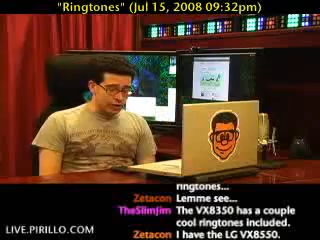 "Ringtones" (Jul 15, 2008 09:32pm)
ringtones...
Zetacon Lemme see...
TheSlimJim The VX8350 has a couple
cool ringtones included.
LIVE.PIRILLO.COM Zetacon I have the LG VX8550.